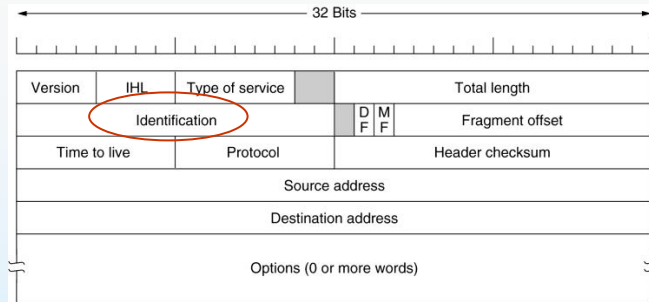 32 Bits
Version IHL Type of service Total length
Identification D F M F Fragment offset
Time to live Protocol Header checksum
Source address
Destination address
Options (0 or more words)